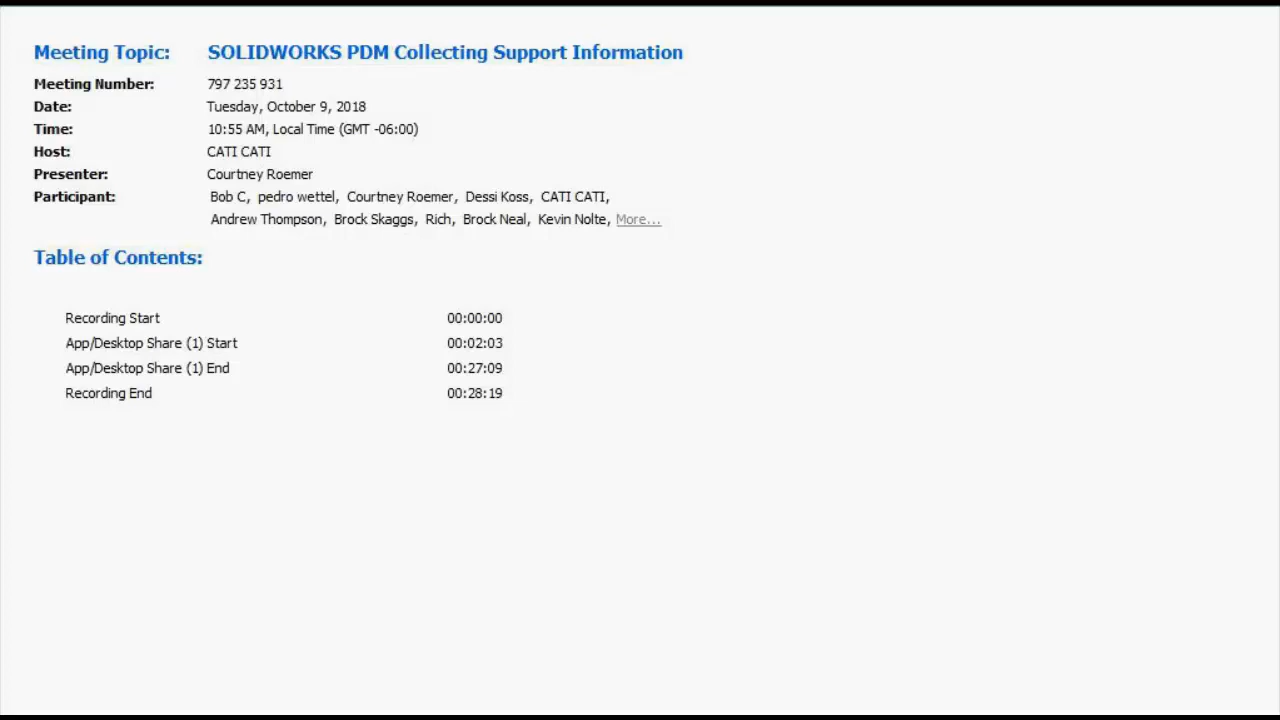 Meeting Topic: SOLIDWORKS PDM Collecting Support Information
Meeting Number: 797 235 931
Date: Tuesday, October 9, 2018
Time: 10:55 AM, Local Time (GMT -06:00)
Host: CATI CATI
Presenter: Courtney Roemer
Participant: Bob C, pedro wettel, Courtney Roemer, Dessi Koss, CATI CATI,
Andrew Thompson, Brock Skaggs, Rich, Brock Neal, Kevin Nolte, More...
Table of Contents:
Recording Start 00:00:00
App/Desktop Share (1) Start 00:02:03
App/Desktop Share (1) End 00:27:09
Recording End 00:28:19